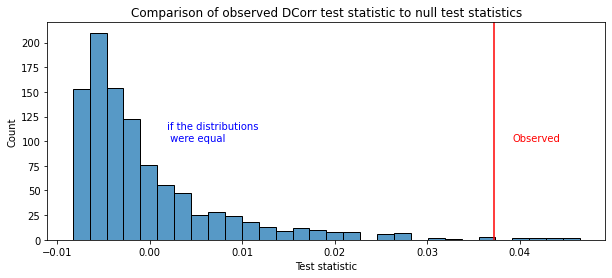 Comparison of observed DCorr test statistic to null test statistics
200
175
150
125
100
75
50
25
0
Count
if the distributions
were equal
Observed
−0.01 0.00 0.01 0.02 0.03 0.04
Test statistic